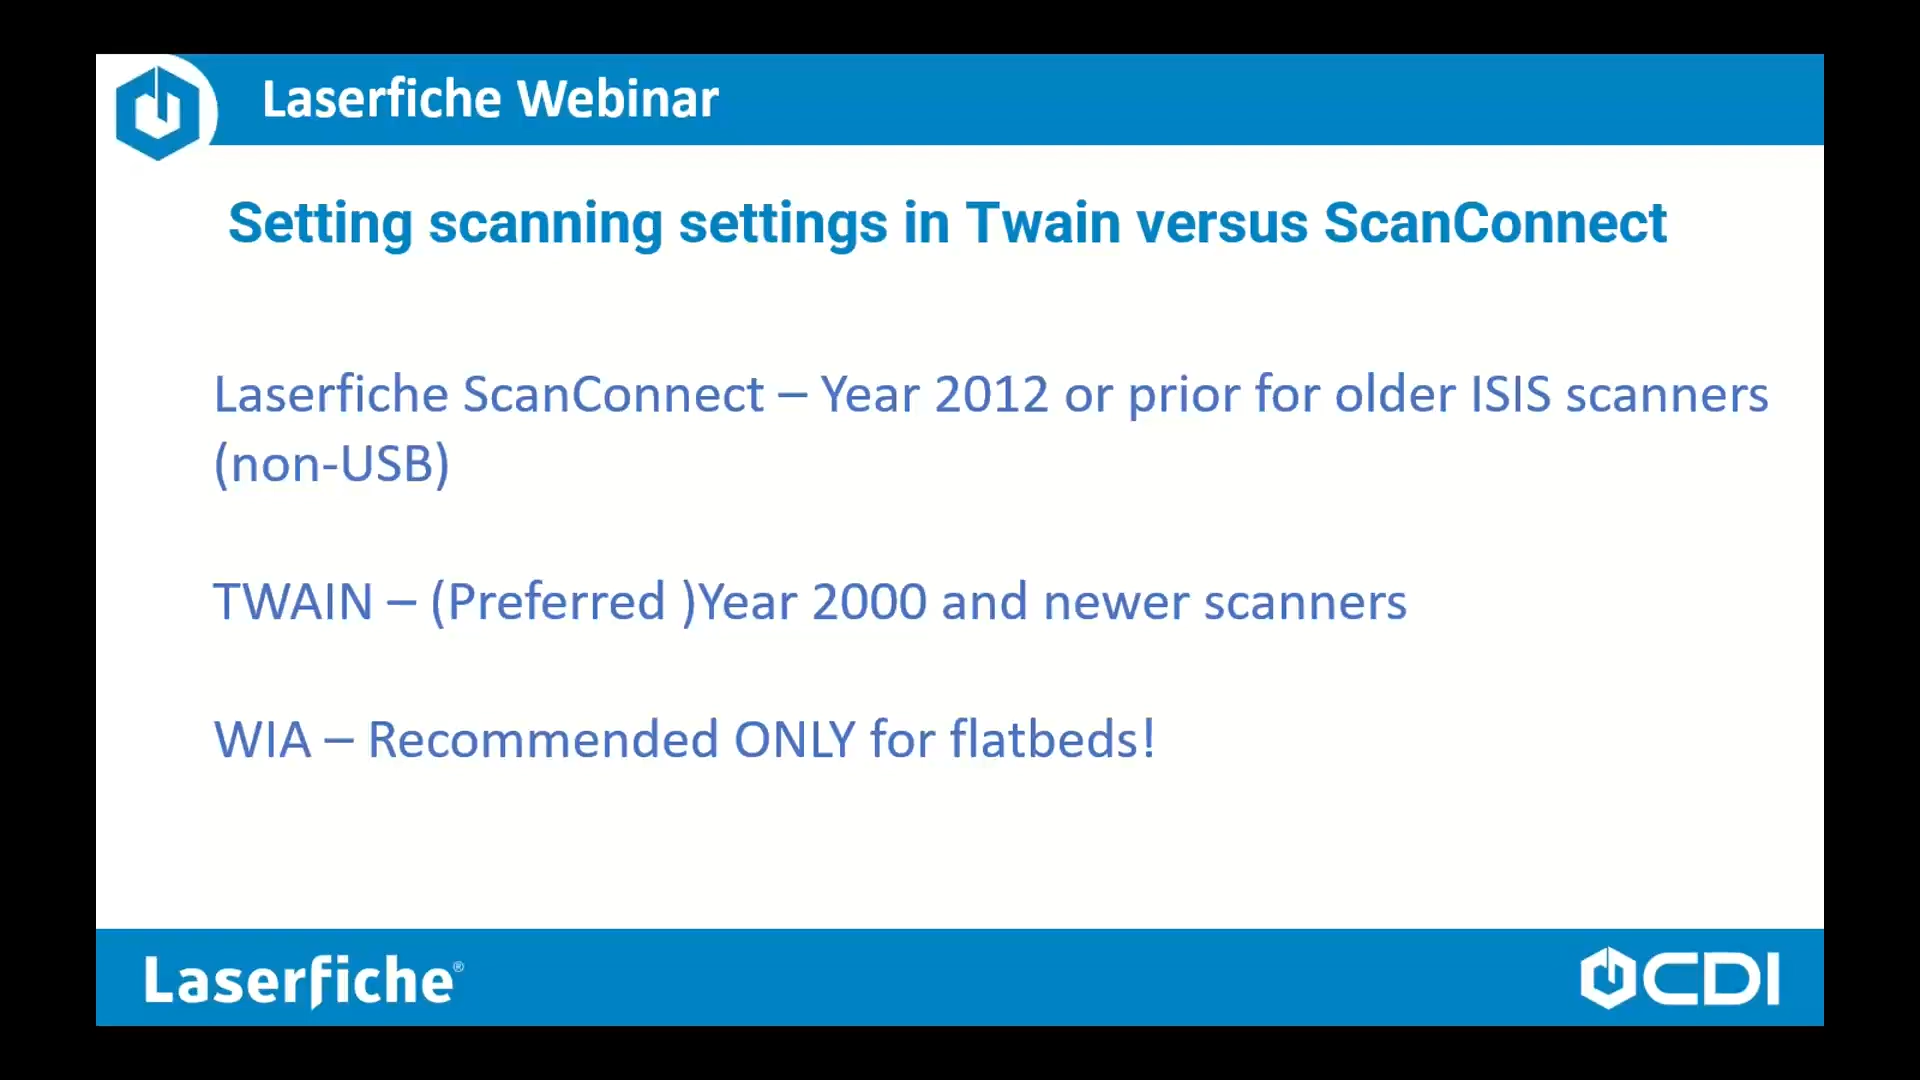 Laserfiche Webinar
Setting scanning settings in Twain versus ScanConnect
Laserfiche ScanConnect – Year 2012 or prior for older ISIS scanners
(non-USB)
TWAIN – (Preferred )Year 2000 and newer scanners
WIA – Recommended ONLY for flatbeds!
Laserfiche®
CDI